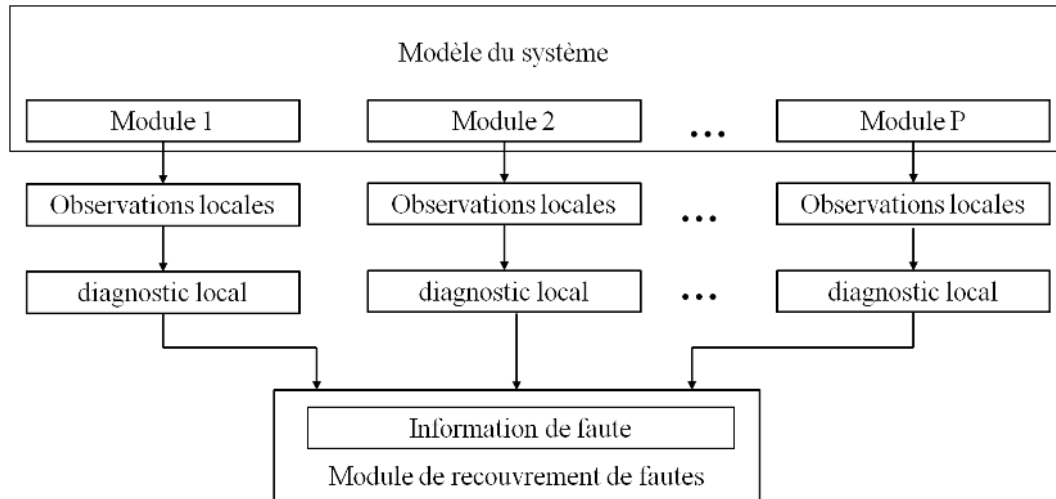 Modèle du système
Module 1 Module 2 ... Module P
Observations locales Observations locales ... Observations locales
diagnostic local diagnostic local ... diagnostic local
Information de faute
Module de recouvrement de fautes